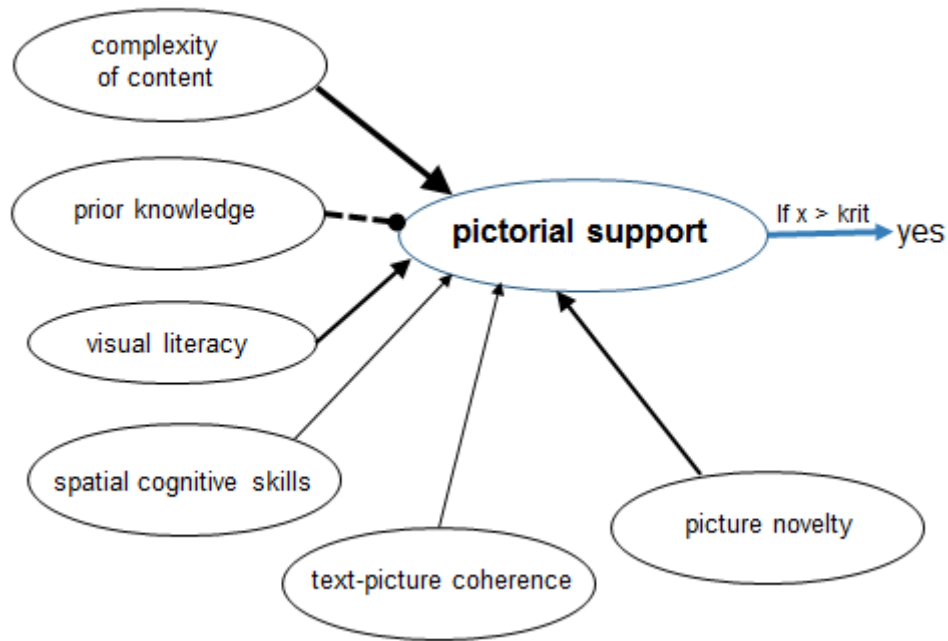 complexity
of content
prior knowledge
pictorial support
If x > krit
yes
visual literacy
spatial cognitive skills
picture novelty
text-picture coherence